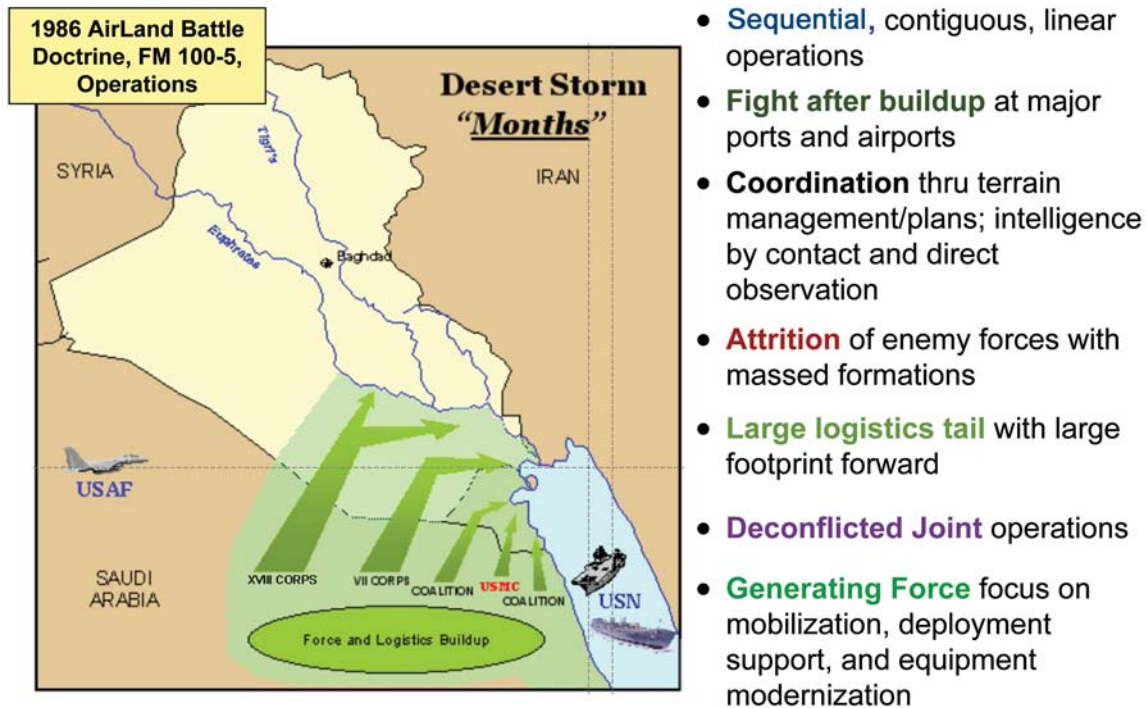 1986 AirLand Battle
Doctrine, FM 100-5,
Operations
Desert Storm
"Months"
SYRIA
Tigri's
IRAN
Euphrates
Baghdad
USAF
SAUDI
ARABIA
XVIII CORPS
VII CORPS
COALITION
USMC
COALITION
USN
Force and Logistics Buildup
• Sequential, contiguous, linear
operations
• Fight after buildup at major
ports and airports
• Coordination thru terrain
management/plans; intelligence
by contact and direct
observation
• Attrition of enemy forces with
massed formations
• Large logistics tail with large
footprint forward
• Deconflicted Joint operations
• Generating Force focus on
mobilization, deployment
support, and equipment
modernization